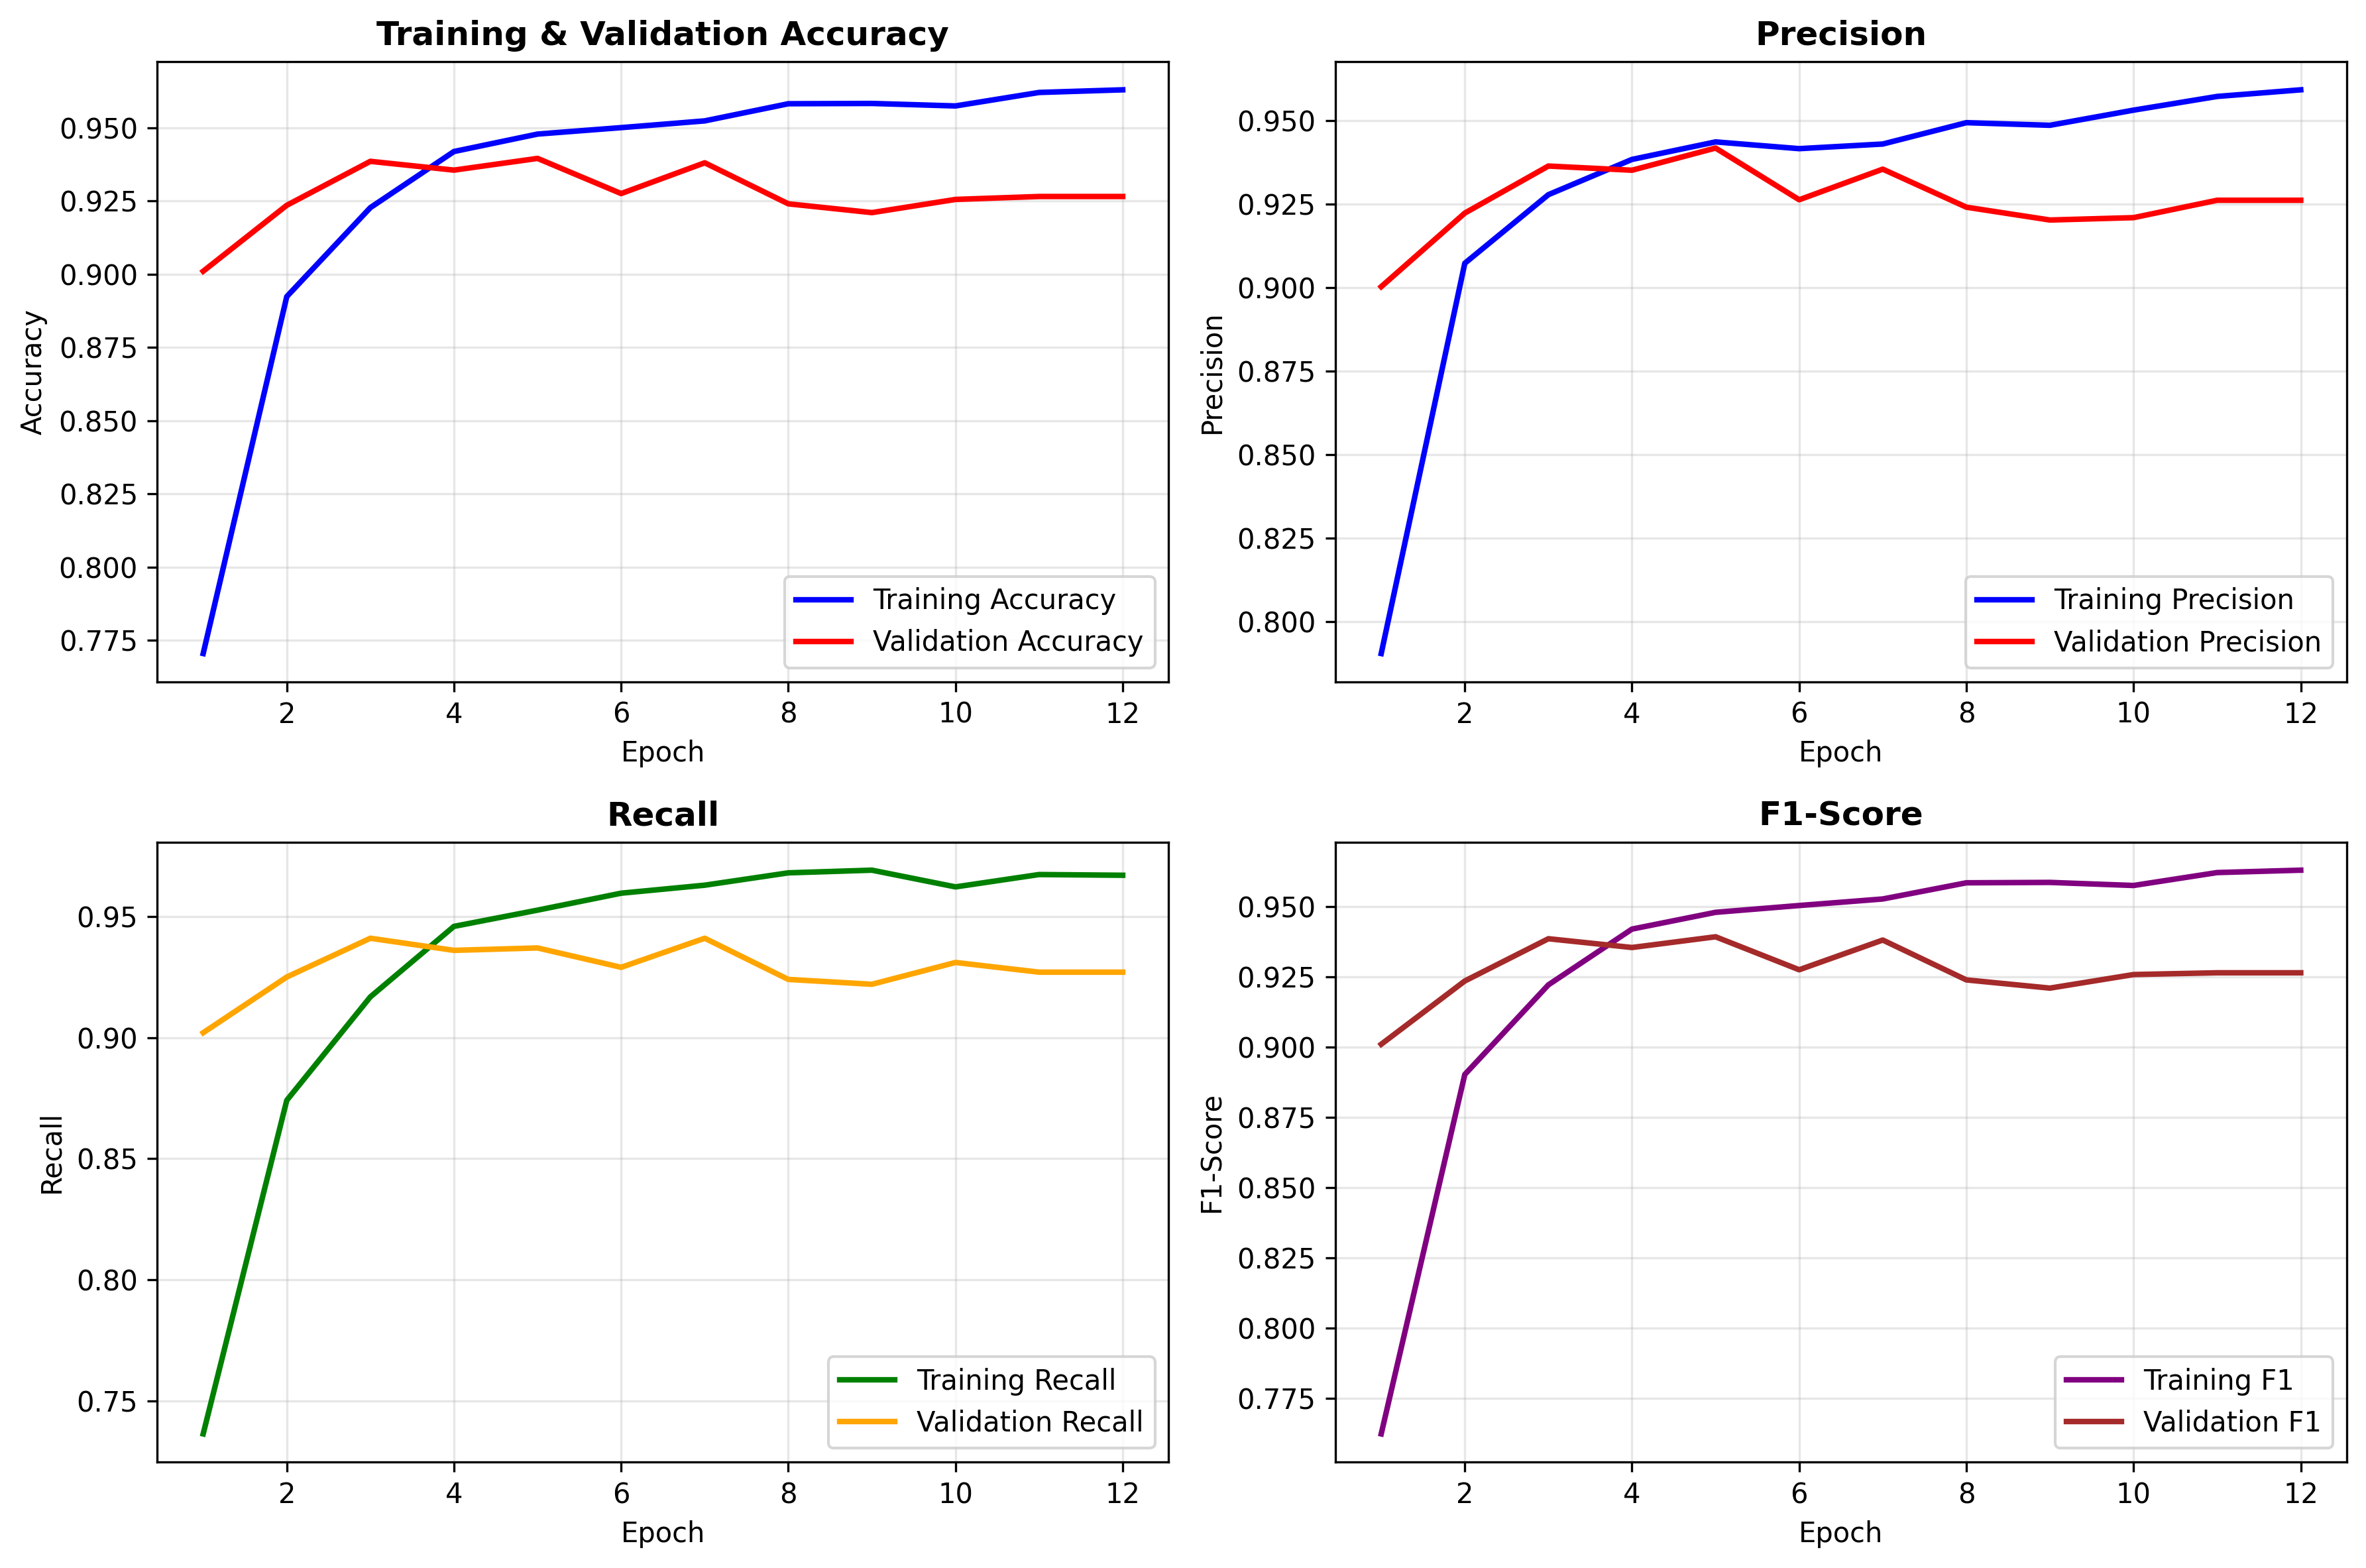 Training & Validation Accuracy
Accuracy
0.950
0.925
0.900
0.875
0.850
0.825
0.800
0.775
Training Accuracy
Validation Accuracy
2 4 6 8 10 12
Epoch
Precision
Precision
0.950
0.925
0.900
0.875
0.850
0.825
0.800
Training Precision
Validation Precision
2 4 6 8 10 12
Epoch
Recall
Recall
0.95
0.90
0.85
0.80
0.75
Training Recall
Validation Recall
2 4 6 8 10 12
Epoch
F1-Score
F1-Score
0.950
0.925
0.900
0.875
0.850
0.825
0.800
0.775
Training F1
Validation F1
2 4 6 8 10 12
Epoch